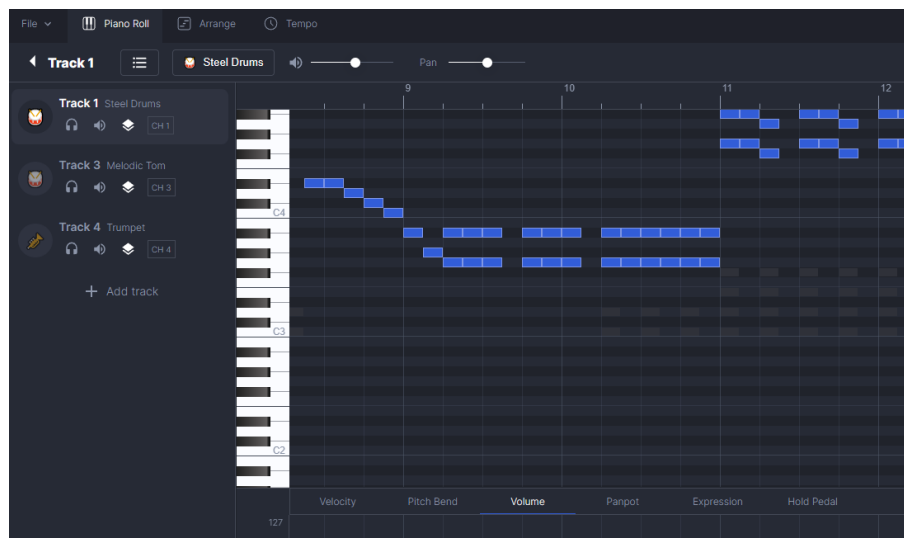 File Piano Roll Arrange Tempo
Track 1 Steel Drums Pan
9 10 11 12
Track 1 Steel Drums
CH 1
Track 3 Melodic Tom
CH 3
C4
Track 4 Trumpet
CH 4
Add track
C3
C2
Velocity Pitch Bend Volume Panpot Expression Hold Pedal
127